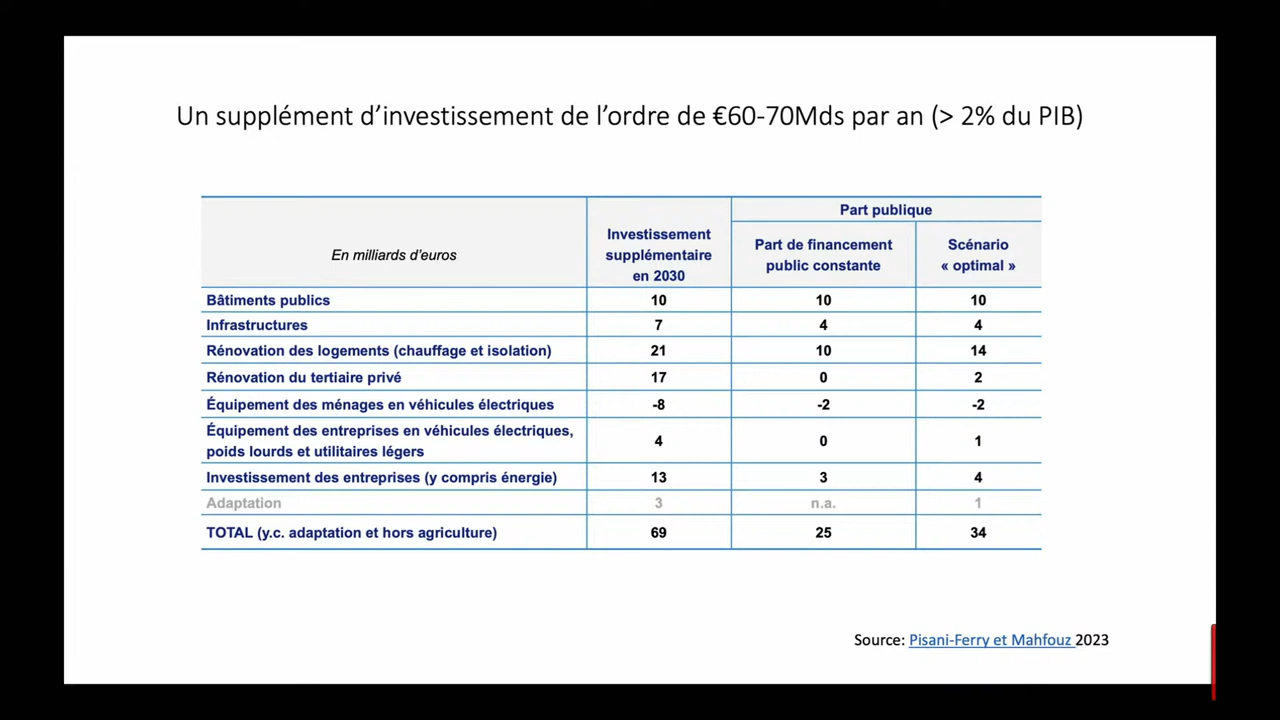 Un supplément d’investissement de l’ordre de €60-70Mds par an (> 2% du PIB)
En milliards d’euros
Investissement
supplémentaire
en 2030
Part publique
Part de financement
public constante
Scénario
« optimal »
Bâtiments publics 10 10 10
Infrastructures 7 4 4
Rénovation des logements (chauffage et isolation) 21 10 14
Rénovation du tertiaire privé 17 0 2
Équipement des ménages en véhicules électriques -8 -2 -2
Équipement des entreprises en véhicules électriques,
poids lourds et utilitaires légers 4 0 1
Investissement des entreprises (y compris énergie) 13 3 4
Adaptation 3 n.a. 1
TOTAL (y.c. adaptation et hors agriculture) 69 25 34
Source: Pisani-Ferry et Mahfouz 2023